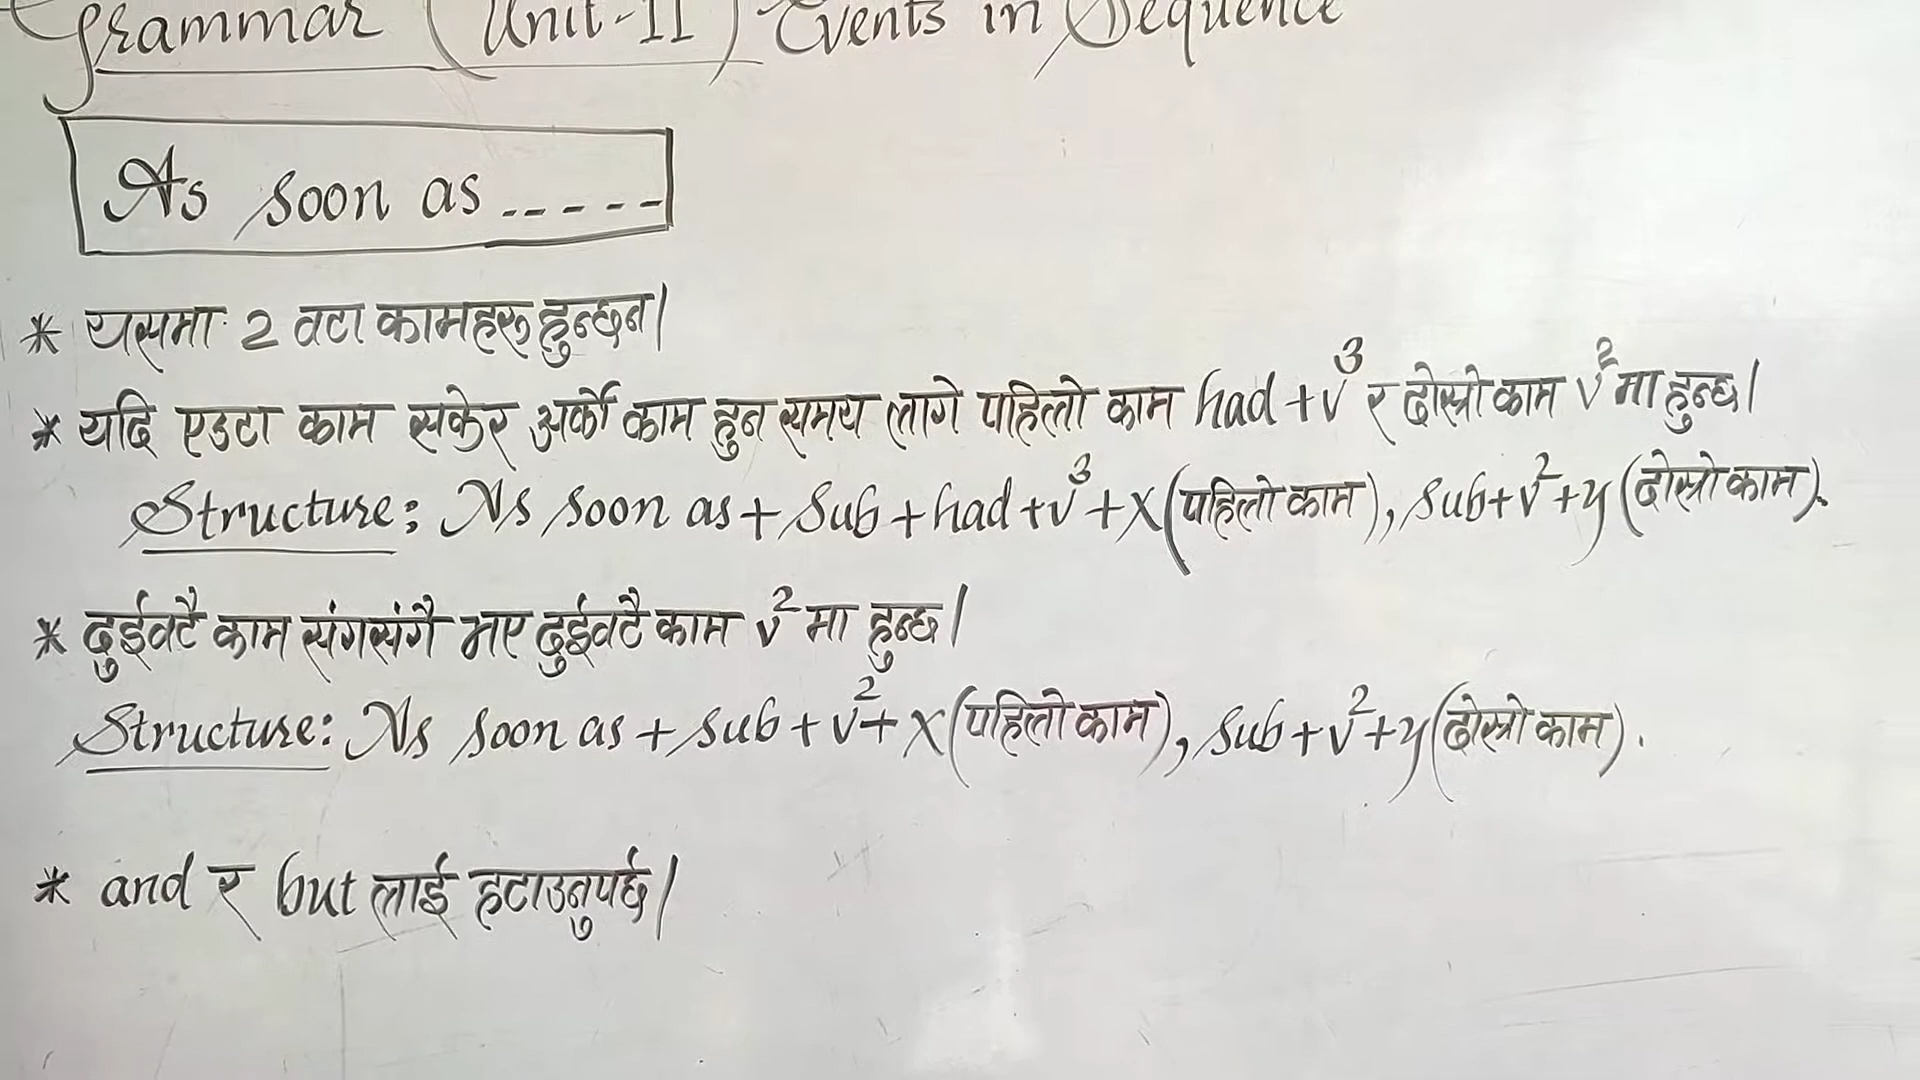 Grammar (Unit-11) Events in Sequence
As soon as -----
* यसमा 2 वटा कामहरु हुन्छन।
* यदि एउटा काम सकेर अर्को काम हुन समय लागे पहिलो काम had + v³ र दोस्रो काम v² मा हुन्छ।
Structure: As soon as + sub + had + v³ + x (पहिलो काम), sub + v² + y (दोस्रो काम).
* दुईवटै काम संगसंगै भए दुईवटै काम v² मा हुन्छ।
Structure: As soon as + sub + v² + x (पहिलो काम), sub + v² + y (दोस्रो काम).
* and र but लाई हटाउनुपर्छ।